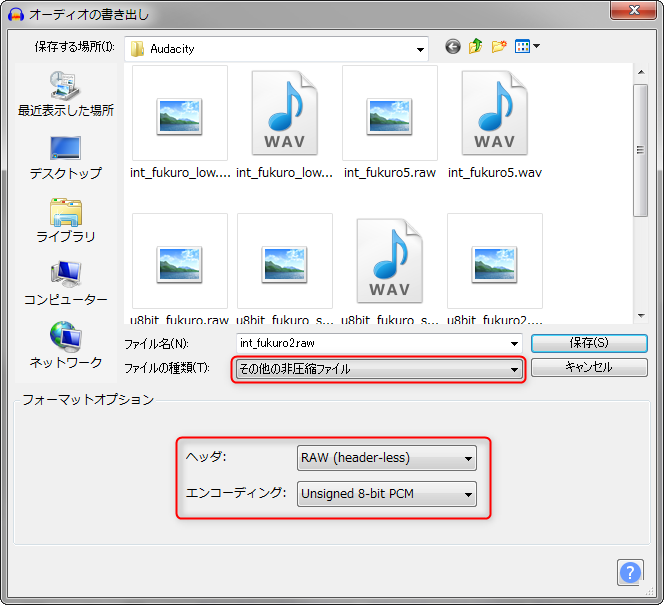 オーディオの書き出し
保存する場所(I):
Audacity
最近表示した場所
デスクトップ
ライブラリ
コンピューター
ネットワーク
WAV
WAV
int_fukuro_low....
int_fukuro_low...
int_fukuro5.raw
int_fukuro5.wav
WAV
u8bit_fukuro.raw
u8bit_fukuro_s...
u8bit_fukuro_s...
u8bit_fukuro2....
ファイル名(N):
int_fukuro2.raw
保存(S)
ファイルの種類(T):
その他の非圧縮ファイル
キャンセル
フォーマットオプション
ヘッダ:
RAW (header-less)
エンコーディング:
Unsigned 8-bit PCM
?